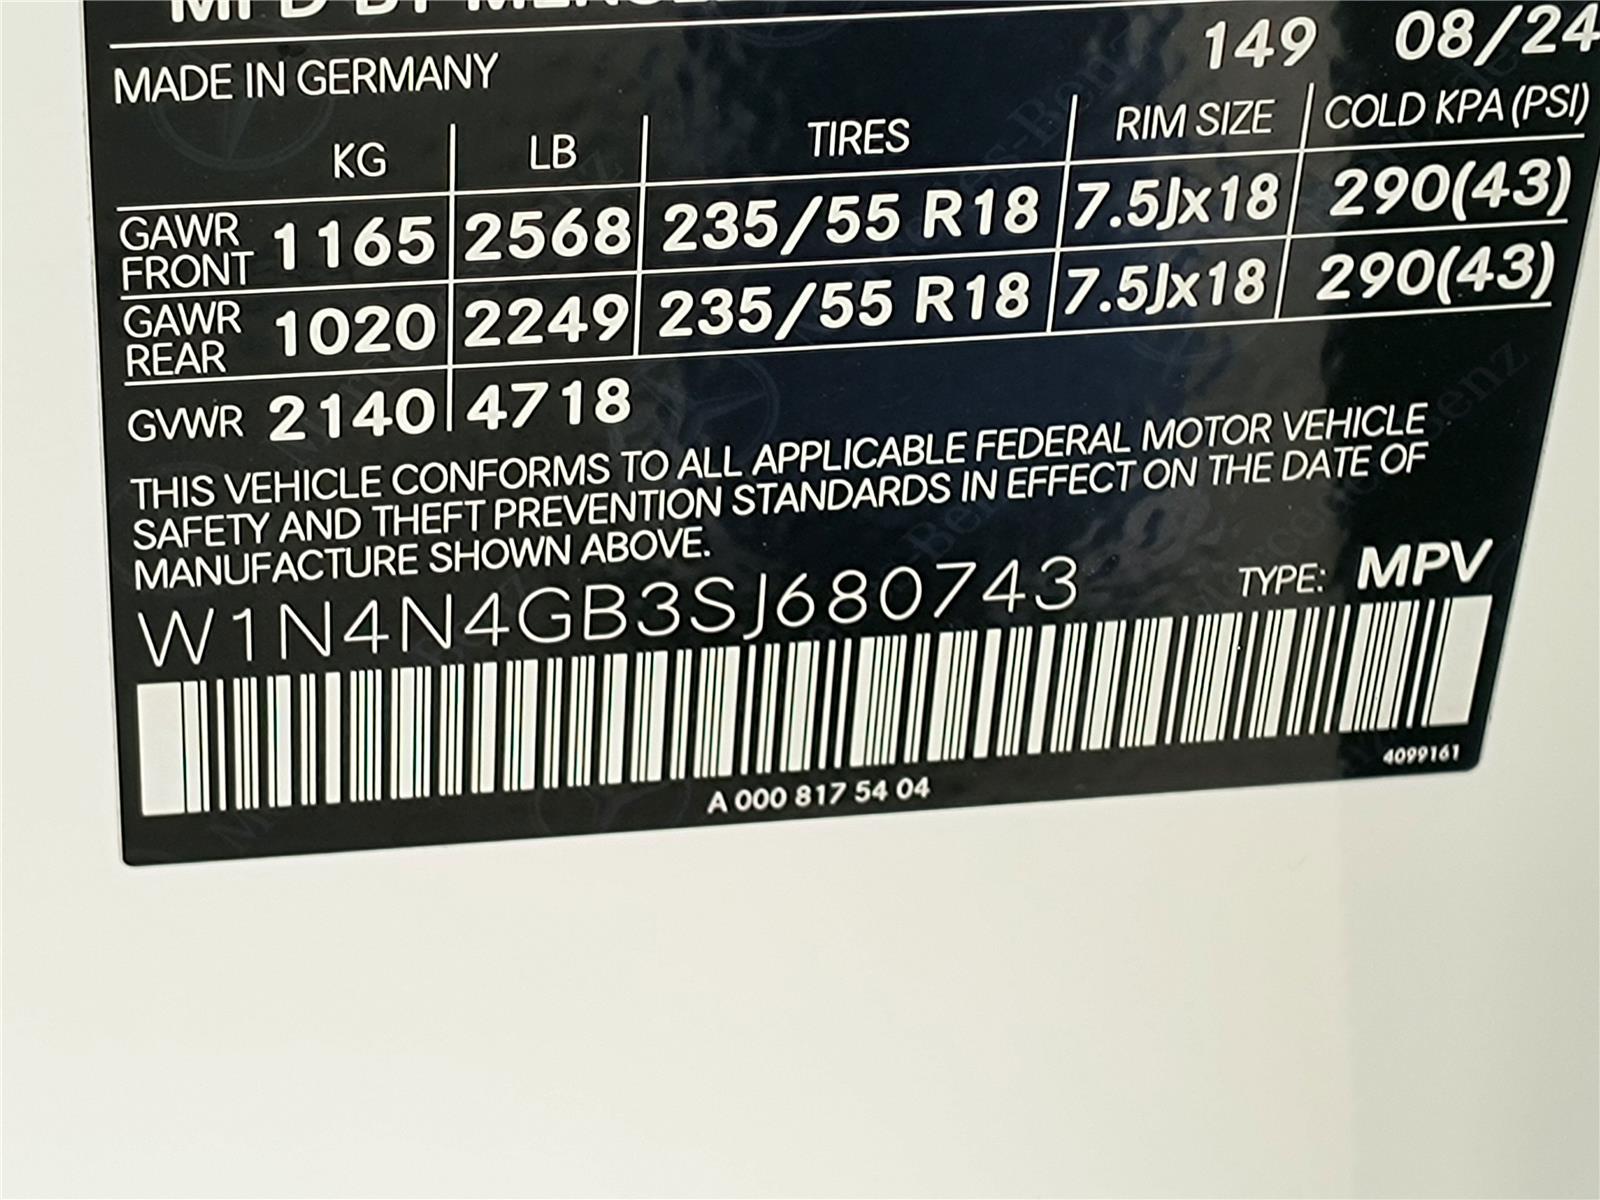 MFD BY
MADE IN GERMANY 149 08/24
KG LB TIRES RIM SIZE COLD KPA (PSI)
GAWR FRONT 1165 2568 235/55 R18 7.5Jx18 290(43)
GAWR REAR 1020 2249 235/55 R18 7.5Jx18 290(43)
GVWR 2140 4718
THIS VEHICLE CONFORMS TO ALL APPLICABLE FEDERAL MOTOR VEHICLE
SAFETY AND THEFT PREVENTION STANDARDS IN EFFECT ON THE DATE OF
MANUFACTURE SHOWN ABOVE.
W1N4N4GB3SJ680743 TYPE: MPV
4099161
A 000 817 54 04